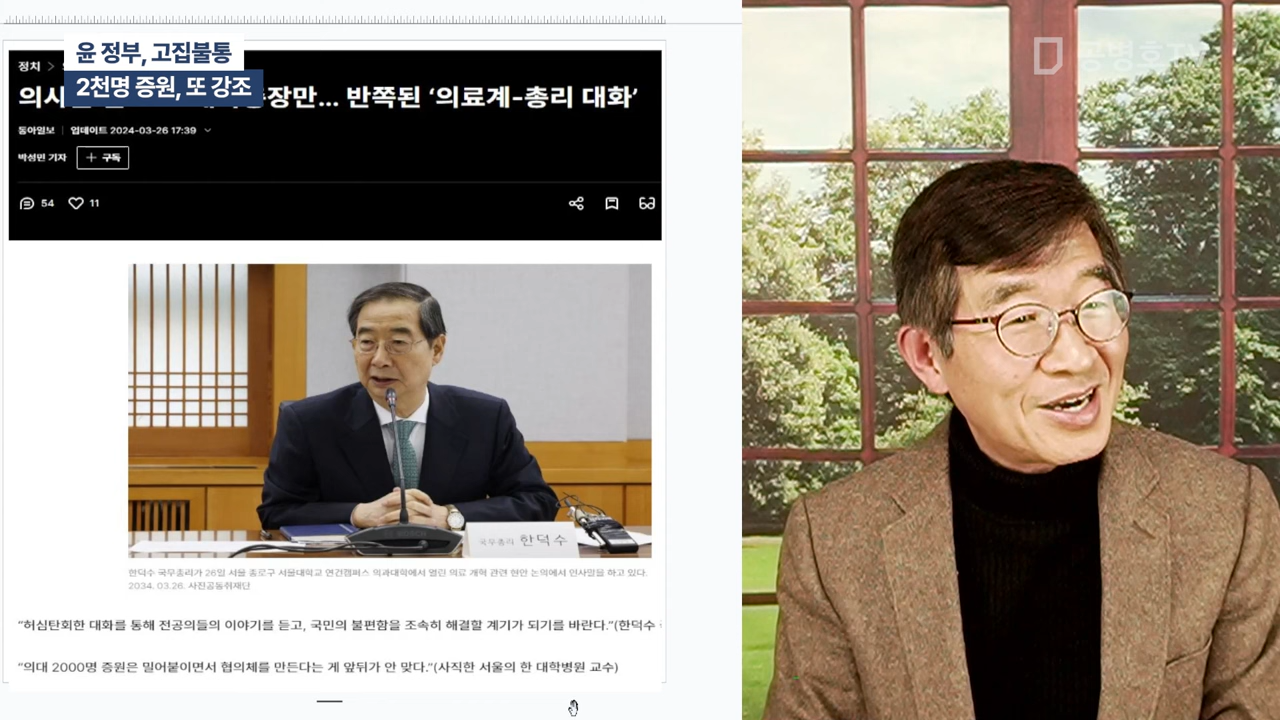 윤 정부, 고집불통
2천명 증원, 또 강조
정치 >
의사 장만... 반쪽된 ‘의료계-총리 대화’
동아일보 | 업데이트 2024-03-26 17:39
박성민 기자 + 구독
54 11
공병호TV
국무총리 한덕수
한덕수 국무총리가 26일 서울 종로구 서울대학교 연건캠퍼스 의과대학에서 열린 의료 개혁 관련 현안 논의에서 인사말을 하고 있다.
2034. 03.26. 사진공동취재단
“허심탄회한 대화를 통해 전공의들의 이야기를 듣고, 국민의 불편함을 조속히 해결할 계기가 되기를 바란다.”(한덕수
“의대 2000명 증원은 밀어붙이면서 협의체를 만든다는 게 앞뒤가 안 맞다.”(사직한 서울의 한 대학병원 교수)